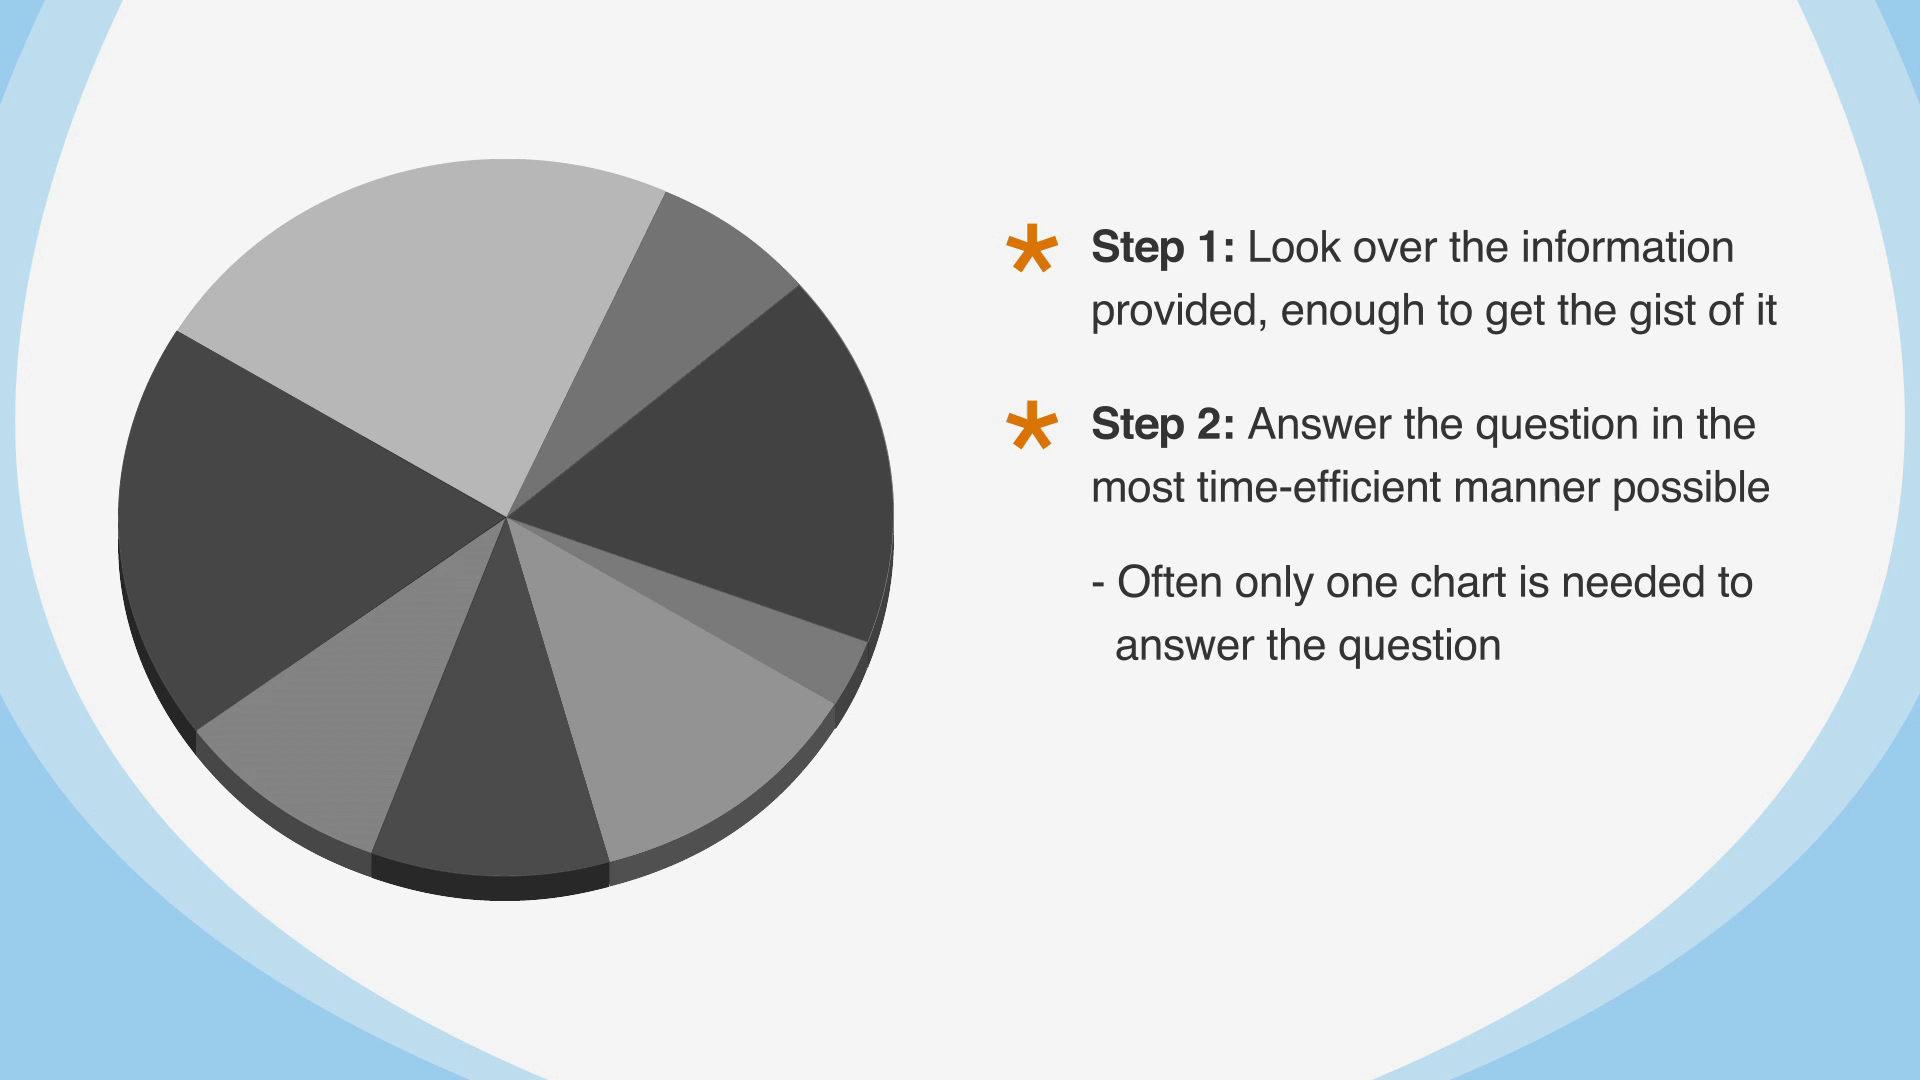 Step 1: Look over the information
provided, enough to get the gist of it
Step 2: Answer the question in the
most time-efficient manner possible
- Often only one chart is needed to
answer the question